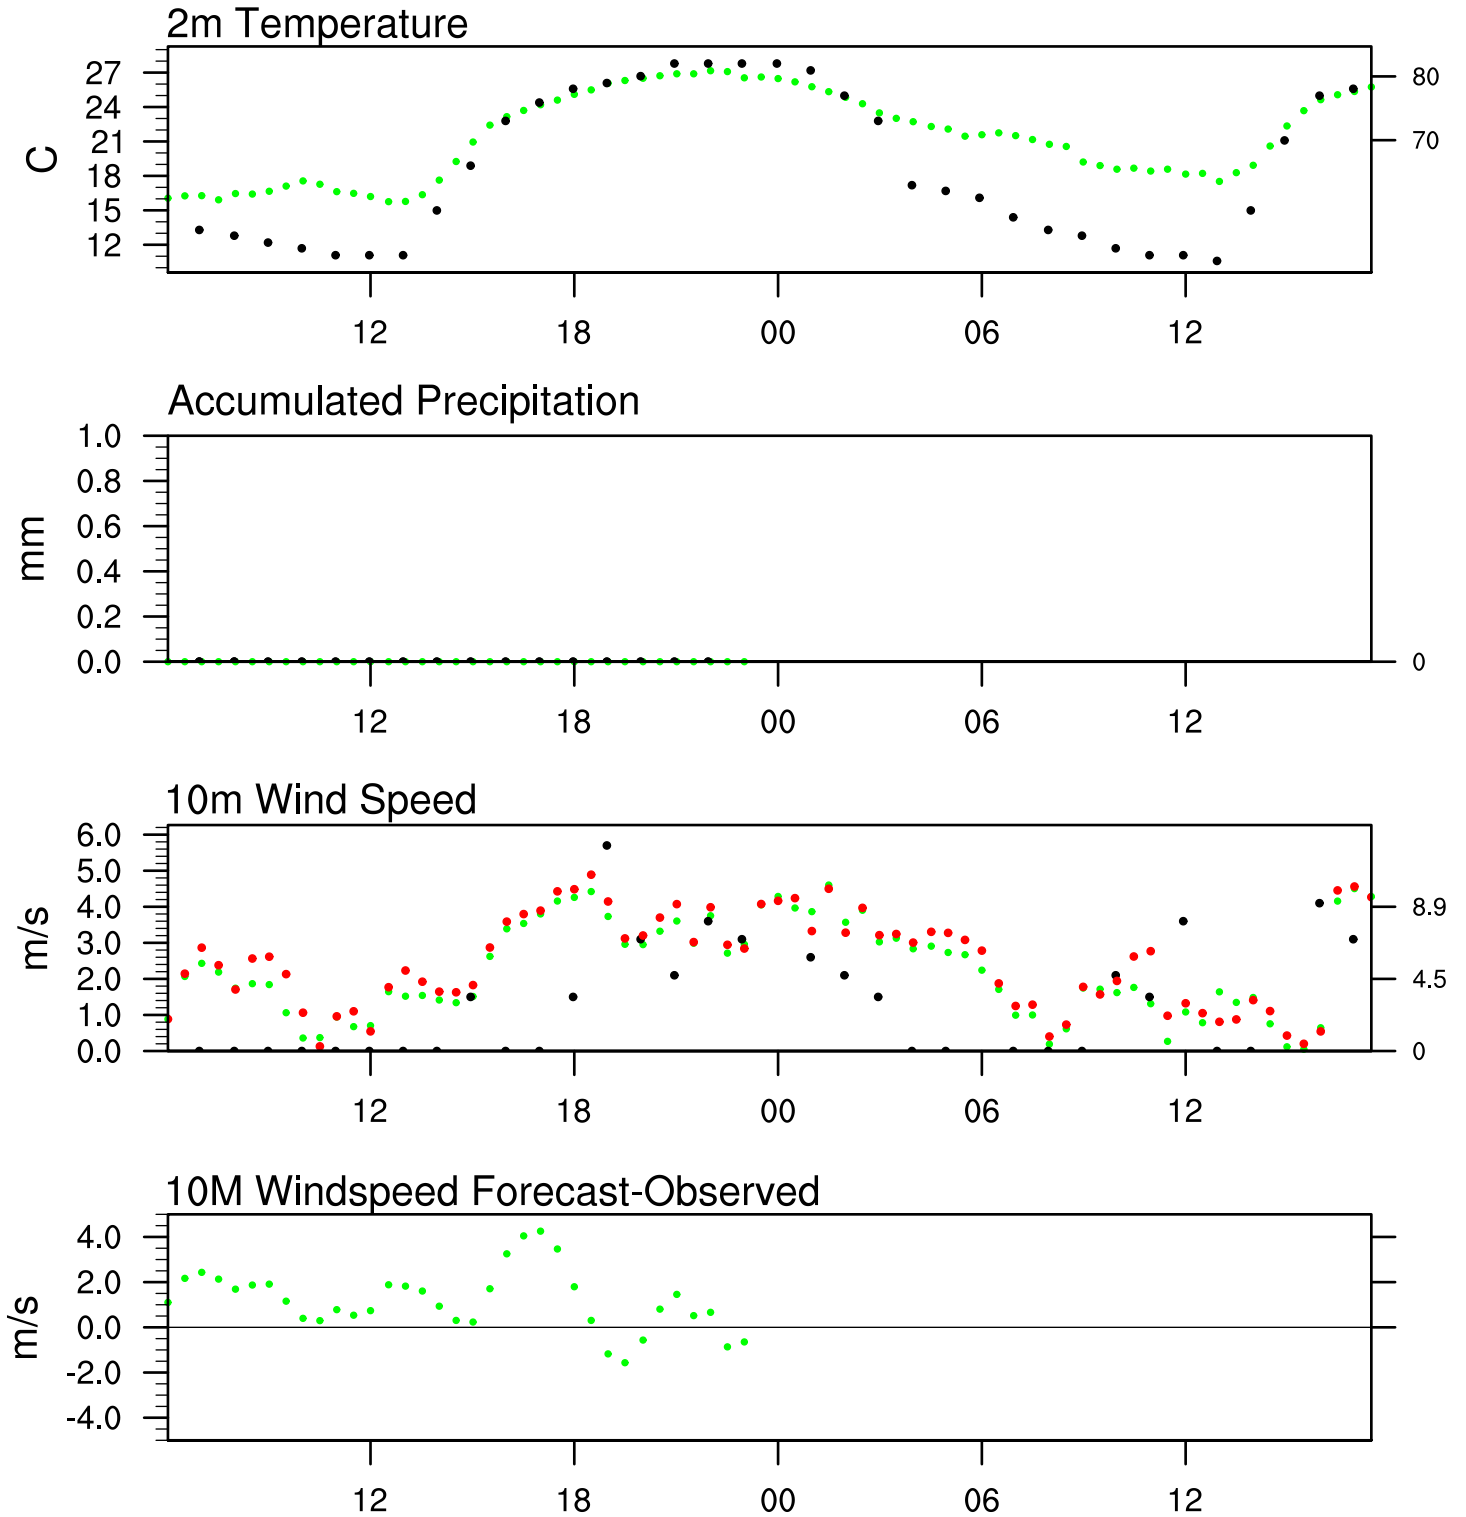 2m Temperature
27
24
21
18
15
12
C
80
70
12 18 00 06 12
Accumulated Precipitation
1.0
0.8
0.6
0.4
0.2
0.0
mm
0
12 18 00 06 12
10m Wind Speed
6.0
5.0
4.0
3.0
2.0
1.0
0.0
m/s
8.9
4.5
0
12 18 00 06 12
10M Windspeed Forecast-Observed
4.0
2.0
0.0
-2.0
-4.0
m/s
12 18 00 06 12